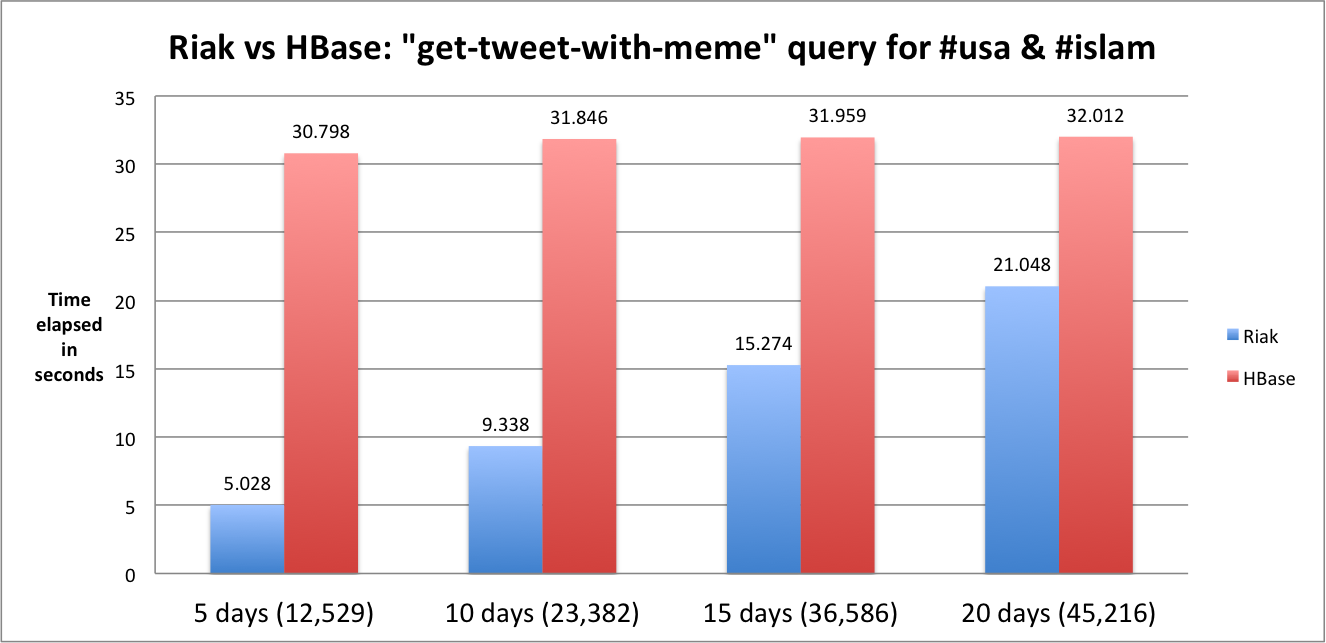 Riak vs HBase: "get-tweet-with-meme" query for #usa & #islam
35
30
25
20
15
10
5
0
Time
elapsed
in
seconds
5.028
30.798
9.338
31.846
15.274
31.959
21.048
32.012
5 days (12,529)
10 days (23,382)
15 days (36,586)
20 days (45,216)
Riak
HBase